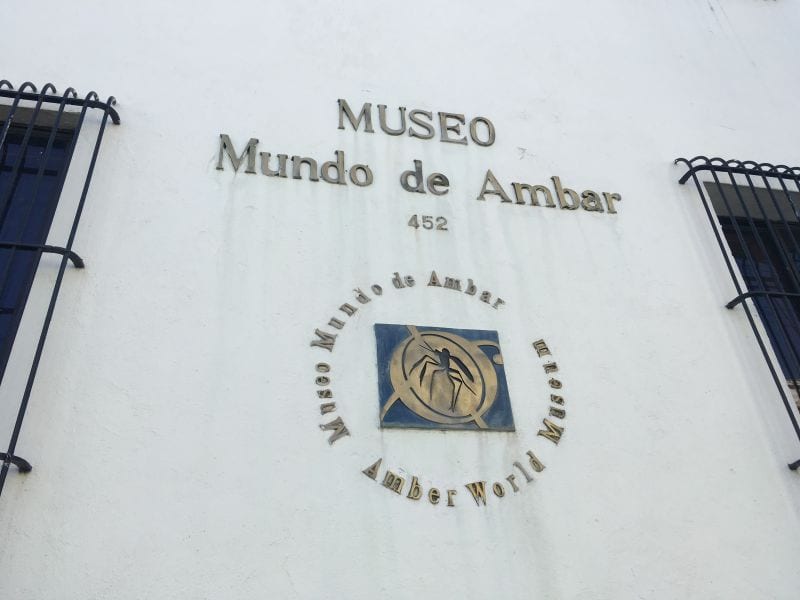 MUSEO
Mundo de Ambar
452
Museo Mundo de Ambar
Amber World Museum